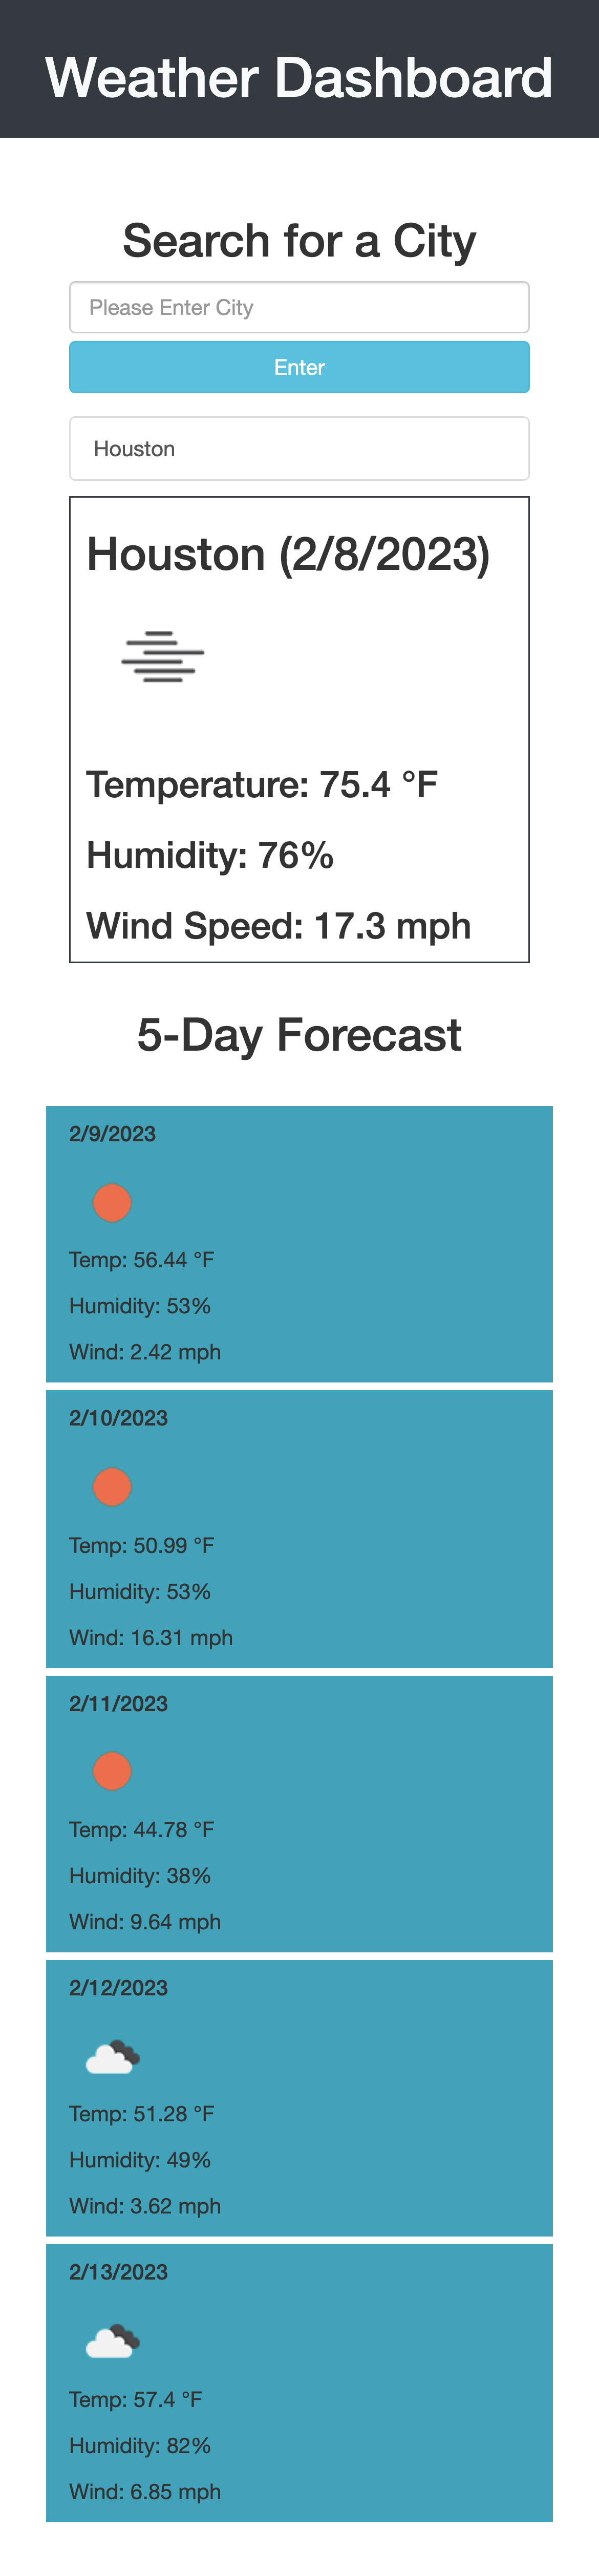 Weather Dashboard
Search for a City
Please Enter City
Enter
Houston
Houston (2/8/2023)
Temperature: 75.4 °F
Humidity: 76%
Wind Speed: 17.3 mph
5-Day Forecast
2/9/2023
Temp: 56.44 °F
Humidity: 53%
Wind: 2.42 mph
2/10/2023
Temp: 50.99 °F
Humidity: 53%
Wind: 16.31 mph
2/11/2023
Temp: 44.78 °F
Humidity: 38%
Wind: 9.64 mph
2/12/2023
Temp: 51.28 °F
Humidity: 49%
Wind: 3.62 mph
2/13/2023
Temp: 57.4 °F
Humidity: 82%
Wind: 6.85 mph